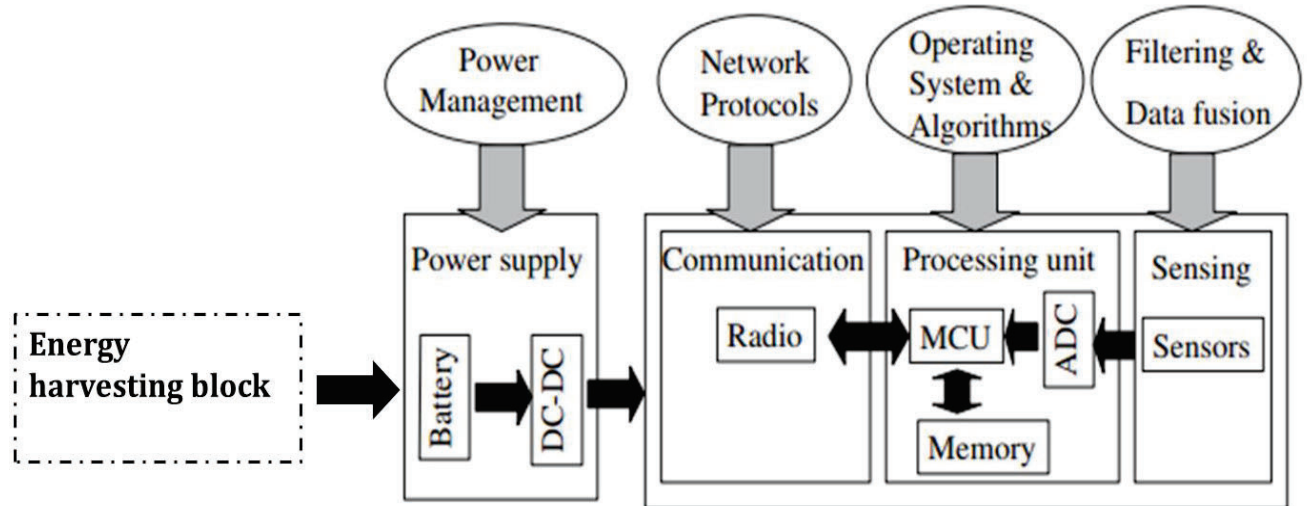 Power
Management
Network
Protocols
Operating
System &
Algorithms
Filtering &
Data fusion
Power supply
Communication
Processing unit
Sensing
Energy
harvesting block
Battery
DC-DC
Radio
MCU
ADC
Sensors
Memory